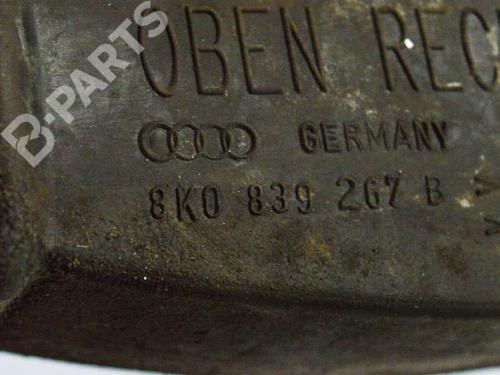 B-PARTS
OBEN
GERMANY
8K0 839 267 B